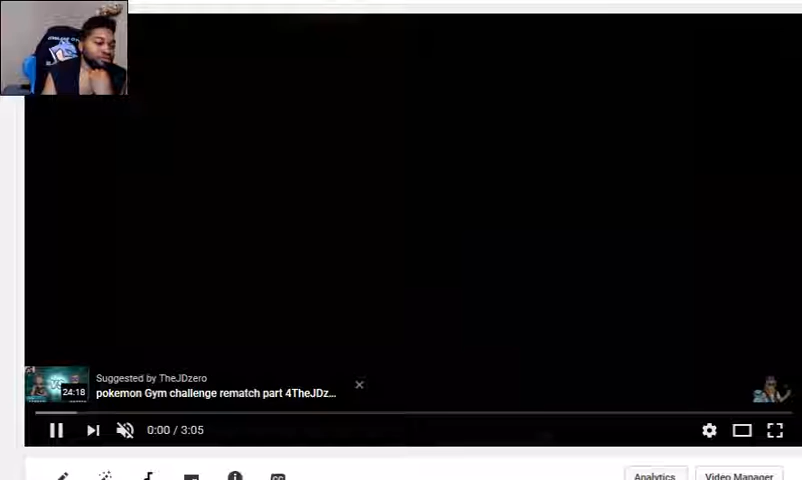 24:18
Suggested by TheJDzero
pokemon Gym challenge rematch part 4TheJDz...
0:00 / 3:05
Analytics
Video Manager